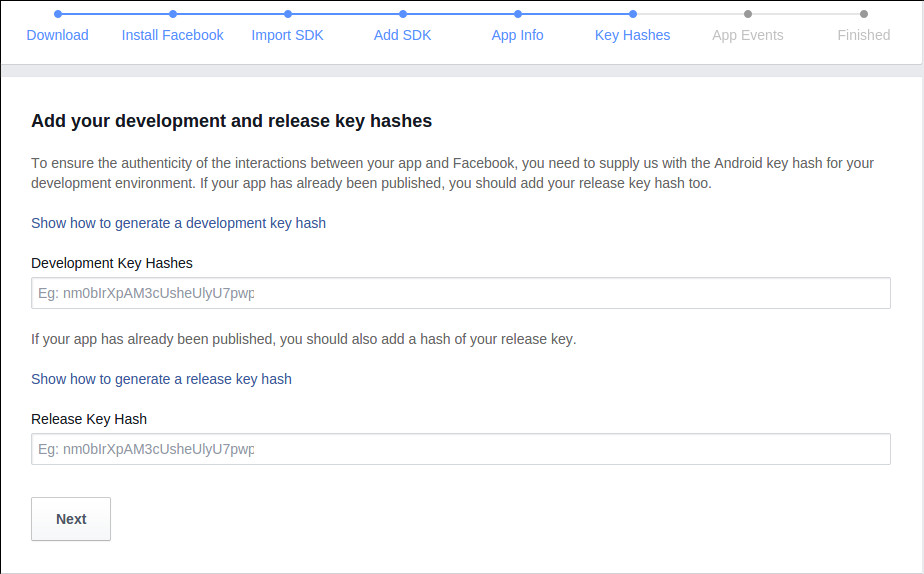 Download Install Facebook Import SDK Add SDK App Info Key Hashes App Events Finished
Add your development and release key hashes
To ensure the authenticity of the interactions between your app and Facebook, you need to supply us with the Android key hash for your
development environment. If your app has already been published, you should add your release key hash too.
Show how to generate a development key hash
Development Key Hashes
Eg: nm0bIrXpAM3cUsheUlyU7pwp
If your app has already been published, you should also add a hash of your release key.
Show how to generate a release key hash
Release Key Hash
Eg: nm0bIrXpAM3cUsheUlyU7pwp
Next